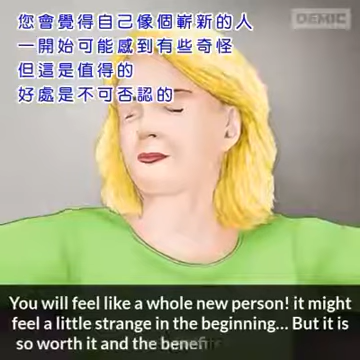 您會覺得自己像個嶄新的人
一開始可能感到有些奇怪
但這是值得的
好處是不可否認的
DEMIC
You will feel like a whole new person! it might
feel a little strange in the beginning... But it is
so worth it and the benefi